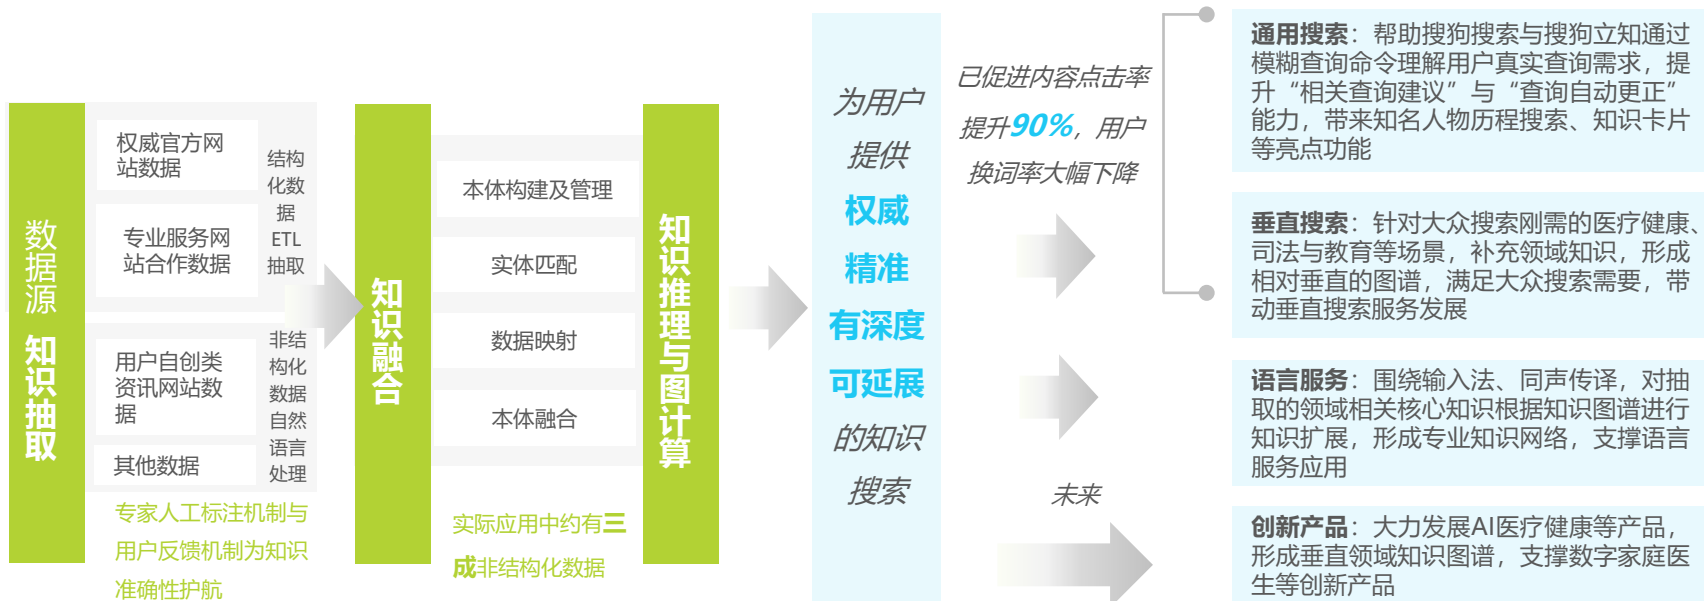 数据源 知识抽取
权威官方网
站数据
专业服务网
站合作数据
结构
化数
据
ETL
抽取
用户自创类
资讯网站数
据
其他数据
非结
构化
数据
自然
语言
处理
专家人工标注机制与
用户反馈机制为知识
准确性护航
知识融合
本体构建及管理
实体匹配
数据映射
本体融合
实际应用中约有三
成非结构化数据
知识推理与图计算
为用户
提供
权威
精准
有深度
可延展
的知识
搜索
已促进内容点击率
提升90%，用户
换词率大幅下降
未来
通用搜索：帮助搜狗搜索与搜狗立知通过
模糊查询命令理解用户真实查询需求，提
升“相关查询建议”与“查询自动更正”
能力，带来知名人物历程搜索、知识卡片
等亮点功能
垂直搜索：针对大众搜索刚需的医疗健康、
司法与教育等场景，补充领域知识，形成
相对垂直的图谱，满足大众搜索需要，带
动垂直搜索服务发展
语言服务：围绕输入法、同声传译，对抽
取的领域相关核心知识根据知识图谱进行
知识扩展，形成专业知识网络，支撑语言
服务应用
创新产品：大力发展AI医疗健康等产品，
形成垂直领域知识图谱，支撑数字家庭医
生等创新产品